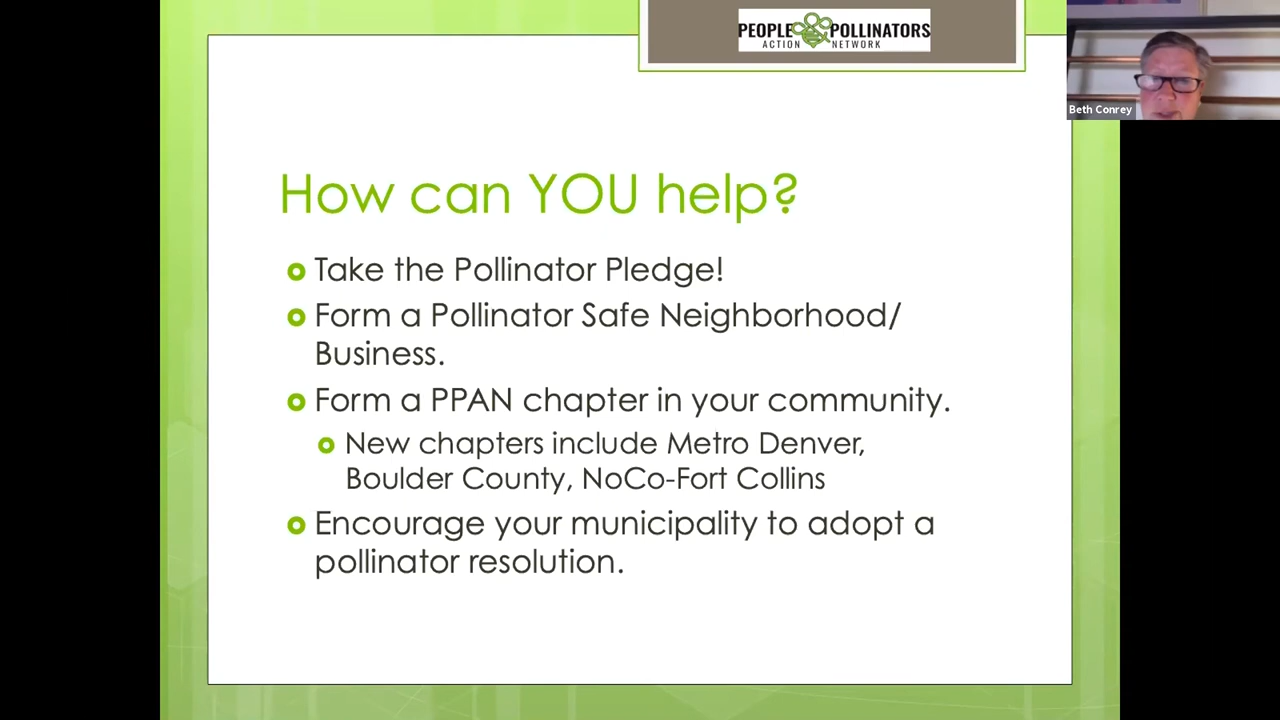 PEOPLE POLLINATORS
ACTION NETWORK
Beth Conrey
How can YOU help?
Take the Pollinator Pledge!
Form a Pollinator Safe Neighborhood/
Business.
Form a PPAN chapter in your community.
New chapters include Metro Denver,
Boulder County, NoCo-Fort Collins
Encourage your municipality to adopt a
pollinator resolution.